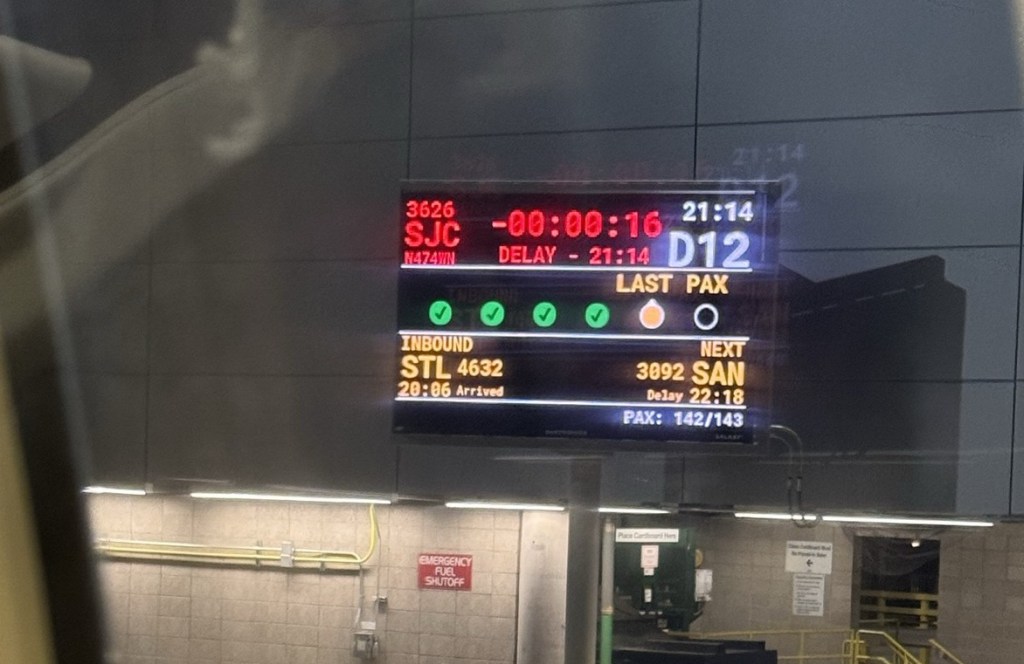 3626 -00:00:16 21:14
SJC D12
N474WN DELAY - 21:14
LAST PAX
INBOUND NEXT
STL 4632 3092 SAN
20:06 Arrived Delay 22:18
PAX: 142/143
EMERGENCY
FUEL
SHUTOFF
Place Cardboard Here